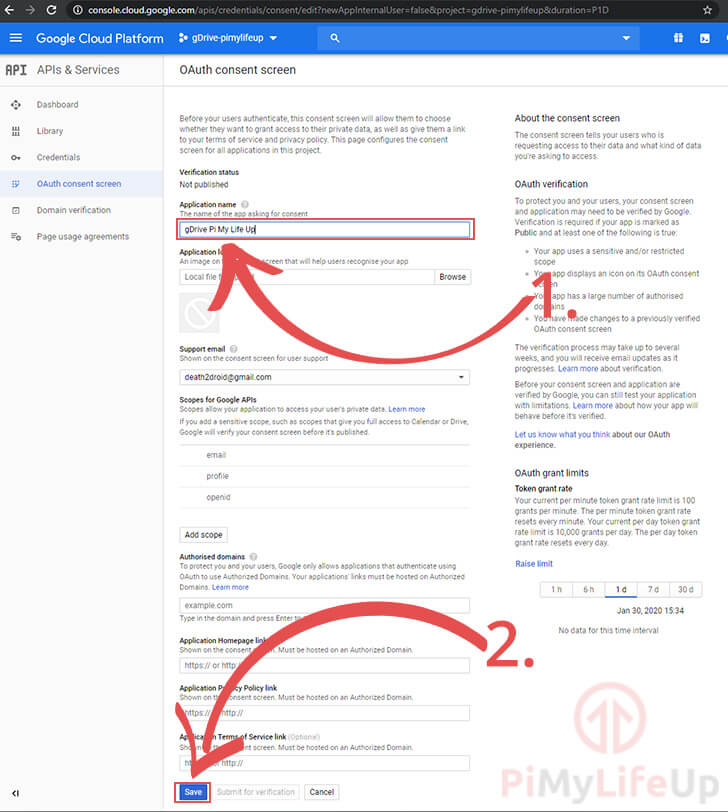 console.cloud.google.com/apis/credentials/consent/edit?newAppInternalUser=false&project=gdrive-pimylifeup&duration=P1D
Google Cloud Platform
gDrive-pimylifeup
API APIs & Services
Dashboard
Library
Credentials
OAuth consent screen
Domain verification
Page usage agreements
OAuth consent screen
Before your users authenticate, this consent screen will allow them to choose
whether they want to grant access to their private data, as well as give them a link
to your terms of service and privacy policy. This page configures the consent
screen for all applications in this project.
Verification status
Not published
Application name
The name of the app asking for consent
gDrive Pi My Life Up
Application
An image on screen that will help users recognise your app
Local file
Browse
Support email
Shown on the consent screen for user support
death2droid@gmail.com
Scopes for Google APIs
Scopes allow your application to access your user's private data. Learn more
If you add a sensitive scope, such as scopes that give you full access to Calendar or Drive,
Google will verify your consent screen before it's published.
email
profile
openid
Add scope
Authorised domains
To protect you and your users, Google only allows applications that authenticate using
OAuth to use Authorized Domains. Your applications' links must be hosted on Authorized
Domains. Learn more
example.com
Type in the domain and press Enter to
Application Homepage link
Shown on the consent screen. Must be hosted on an Authorized Domain.
https:// or http://
Application Policy link
Shown on the consent screen. Must be hosted on an Authorized Domain.
http://
Application Terms of Service link (Optional)
screen. Must be hosted on an Authorized Domain.
or http://
Save
Submit for verification
Cancel
About the consent screen
The consent screen tells your users who is
requesting access to their data and what kind of data
you're asking to access.
OAuth verification
To protect you and your users, your consent screen
and application may need to be verified by Google.
Verification is required if your app is marked as
Public and at least one of the following is true:
Your app uses a sensitive and/or restricted
scope
Your app displays an icon on its OAuth consent
screen
Your app has a large number of authorised
domains
You have made changes to a previously verified
OAuth consent screen
The verification process may take up to several
weeks, and you will receive email updates as it
progresses. Learn more about verification.
Before your consent screen and application are
verified by Google, you can still test your application
with limitations. Learn more about how your app will
behave before it's verified.
Let us know what you think about our OAuth
experience.
OAuth grant limits
Token grant rate
Your current per minute token grant rate limit is 100
grants per minute. The per minute token grant rate
resets every minute. Your current per day token grant
rate limit is 10,000 grants per day. The per day token
grant rate resets every day.
Raise limit
1 h 6 h 1 d 7 d 30 d
Jan 30, 2020 15:34
No data for this time interval
1.
2.
PiMyLifeUp